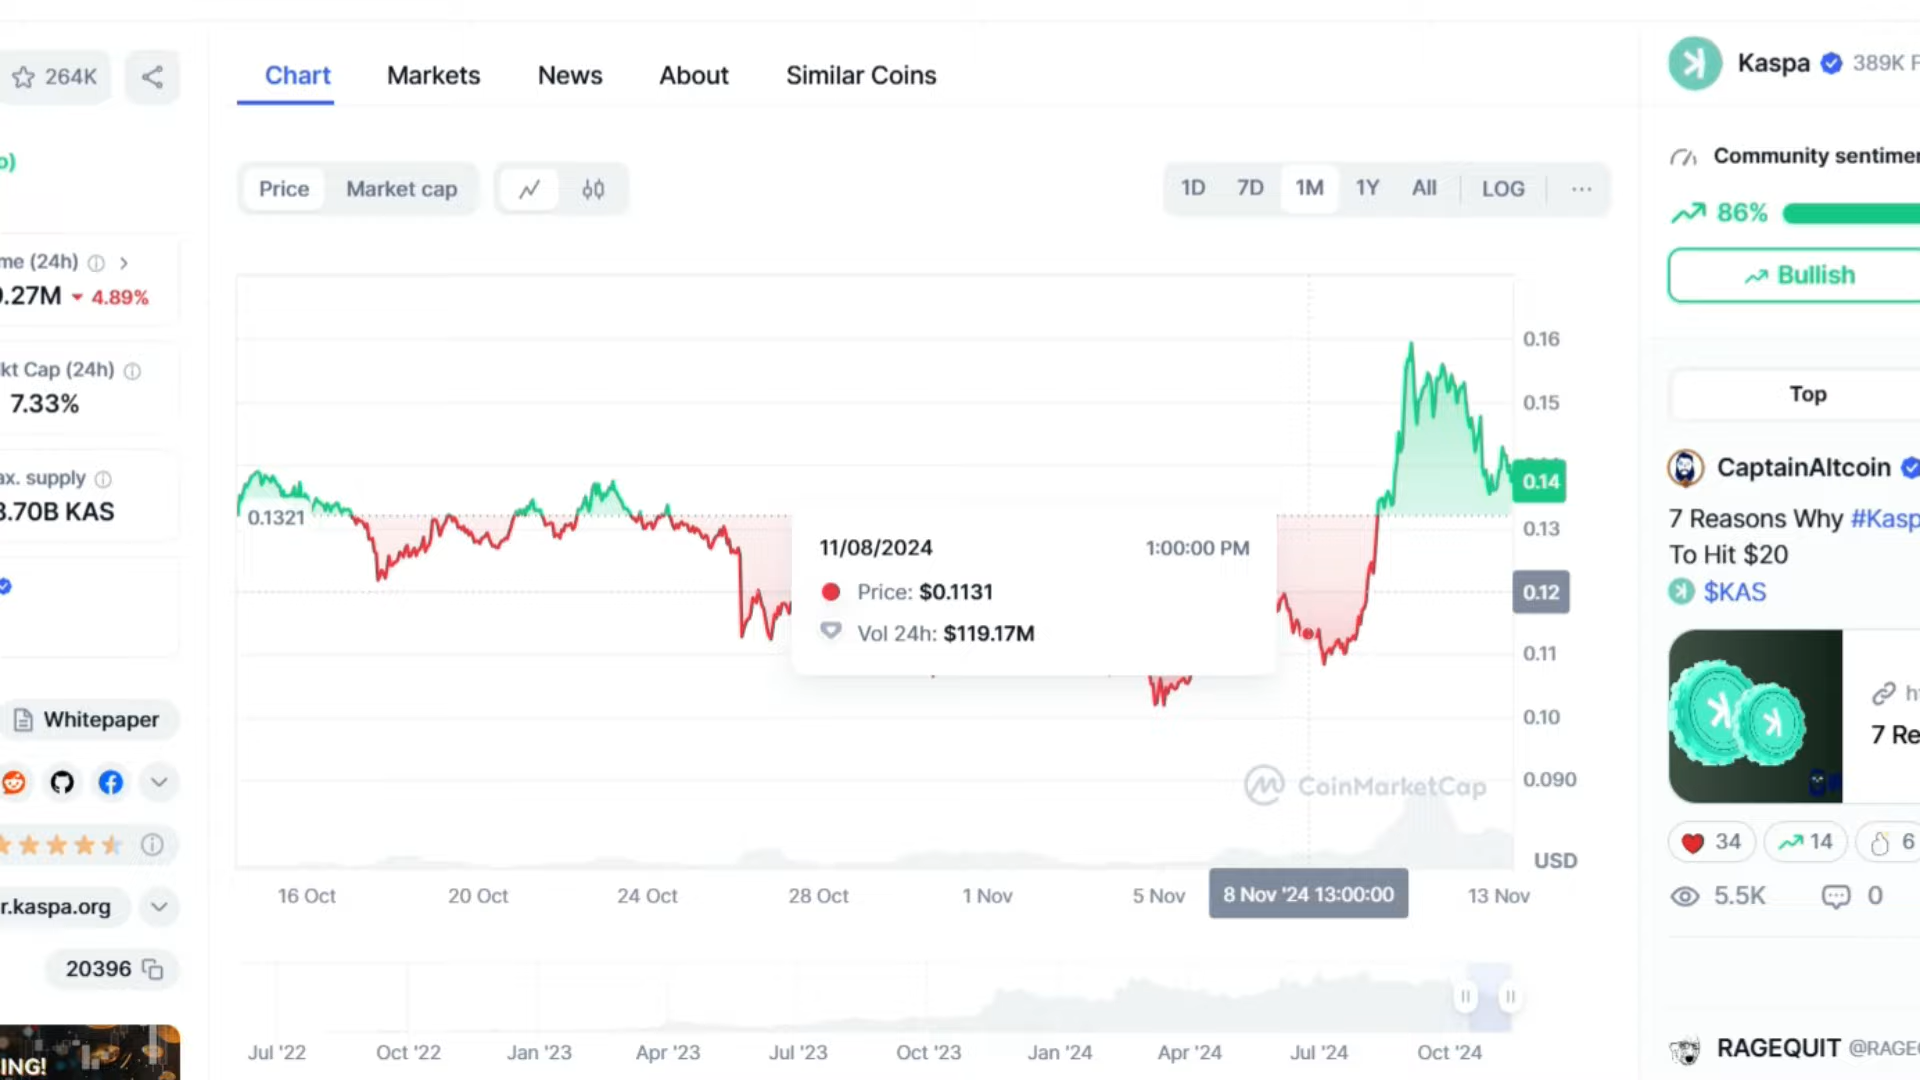 264K
Chart Markets News About Similar Coins
Kaspa 389K F
o)
Price Market cap
1D 7D 1M 1Y All LOG ...
Community sentimen
86%
Bullish
me (24h)
0.27M 4.89%
kt Cap (24h)
7.33%
ax. supply
8.70B KAS
Whitepaper
r.kaspa.org
20396
ING!
0.16
0.15
0.14
0.13
0.12
0.11
0.10
0.090
USD
0.1321
11/08/2024 1:00:00 PM
Price: $0.1131
Vol 24h: $119.17M
CoinMarketCap
16 Oct 20 Oct 24 Oct 28 Oct 1 Nov 5 Nov 8 Nov '24 13:00:00 13 Nov
Jul '22 Oct '22 Jan '23 Apr '23 Jul '23 Oct '23 Jan '24 Apr '24 Jul '24 Oct '24
Top
CaptainAltcoin
7 Reasons Why #Kasp
To Hit $20
$KAS
7 Re
34 14 6
5.5K 0
RAGEQUIT @RAGE